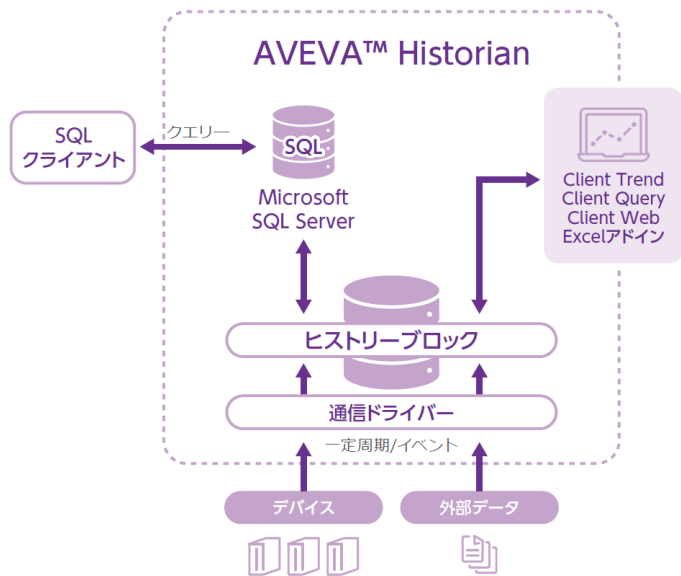 AVEVA™ Historian
SQL
クライアント
クエリー
SQL
Microsoft
SQL Server
Client Trend
Client Query
Client Web
Excelアドイン
ヒストリーブロック
通信ドライバー
一定周期/イベント
デバイス
外部データ